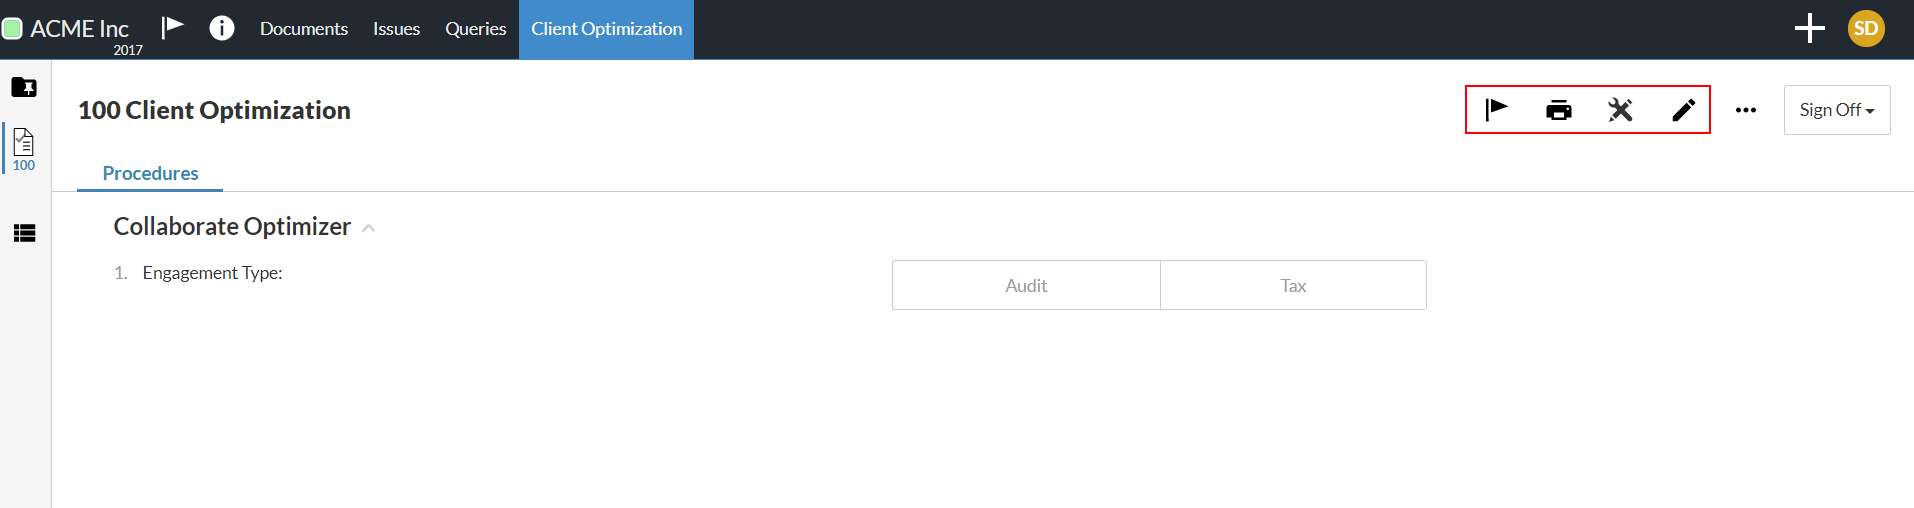 ACME Inc
2017
Documents Issues Queries Client Optimization
SD
100 Client Optimization
Sign Off
100
Procedures
Collaborate Optimizer
1. Engagement Type:
Audit Tax